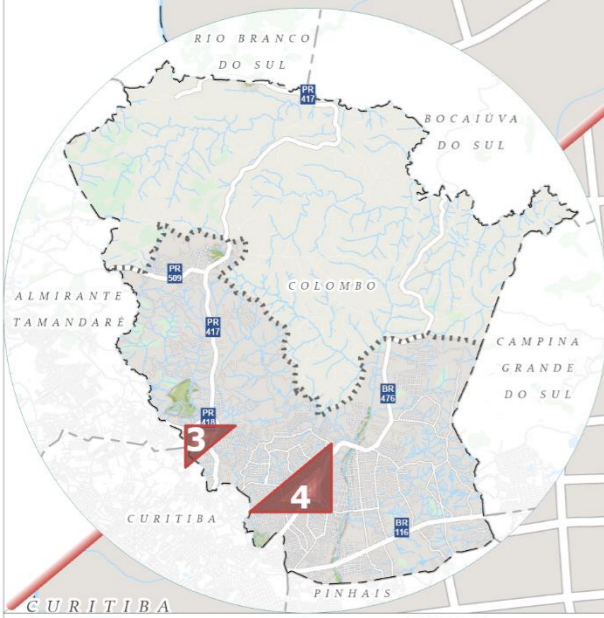 RIO BRANCO
DO SUL
PR
417
BOCAIÚVA
DO SUL
PR
509
COLOMBO
ALMIRANTE
TAMANDARÉ
PR
417
CAMPINA
GRANDE
DO SUL
BR
476
PR
418
3
4
CURITIBA
BR
116
PINHAIS
CURITIBA